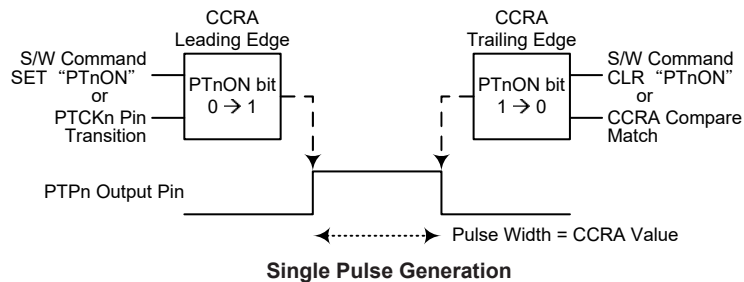 CCRA
Leading Edge
S/W Command
SET “PTnON”
or
PTCKn Pin
Transition
PTnON bit
0 → 1
CCRA
Trailing Edge
PTnON bit
1 → 0
S/W Command
CLR “PTnON”
or
CCRA Compare
Match
PTPn Output Pin
Pulse Width = CCRA Value
Single Pulse Generation